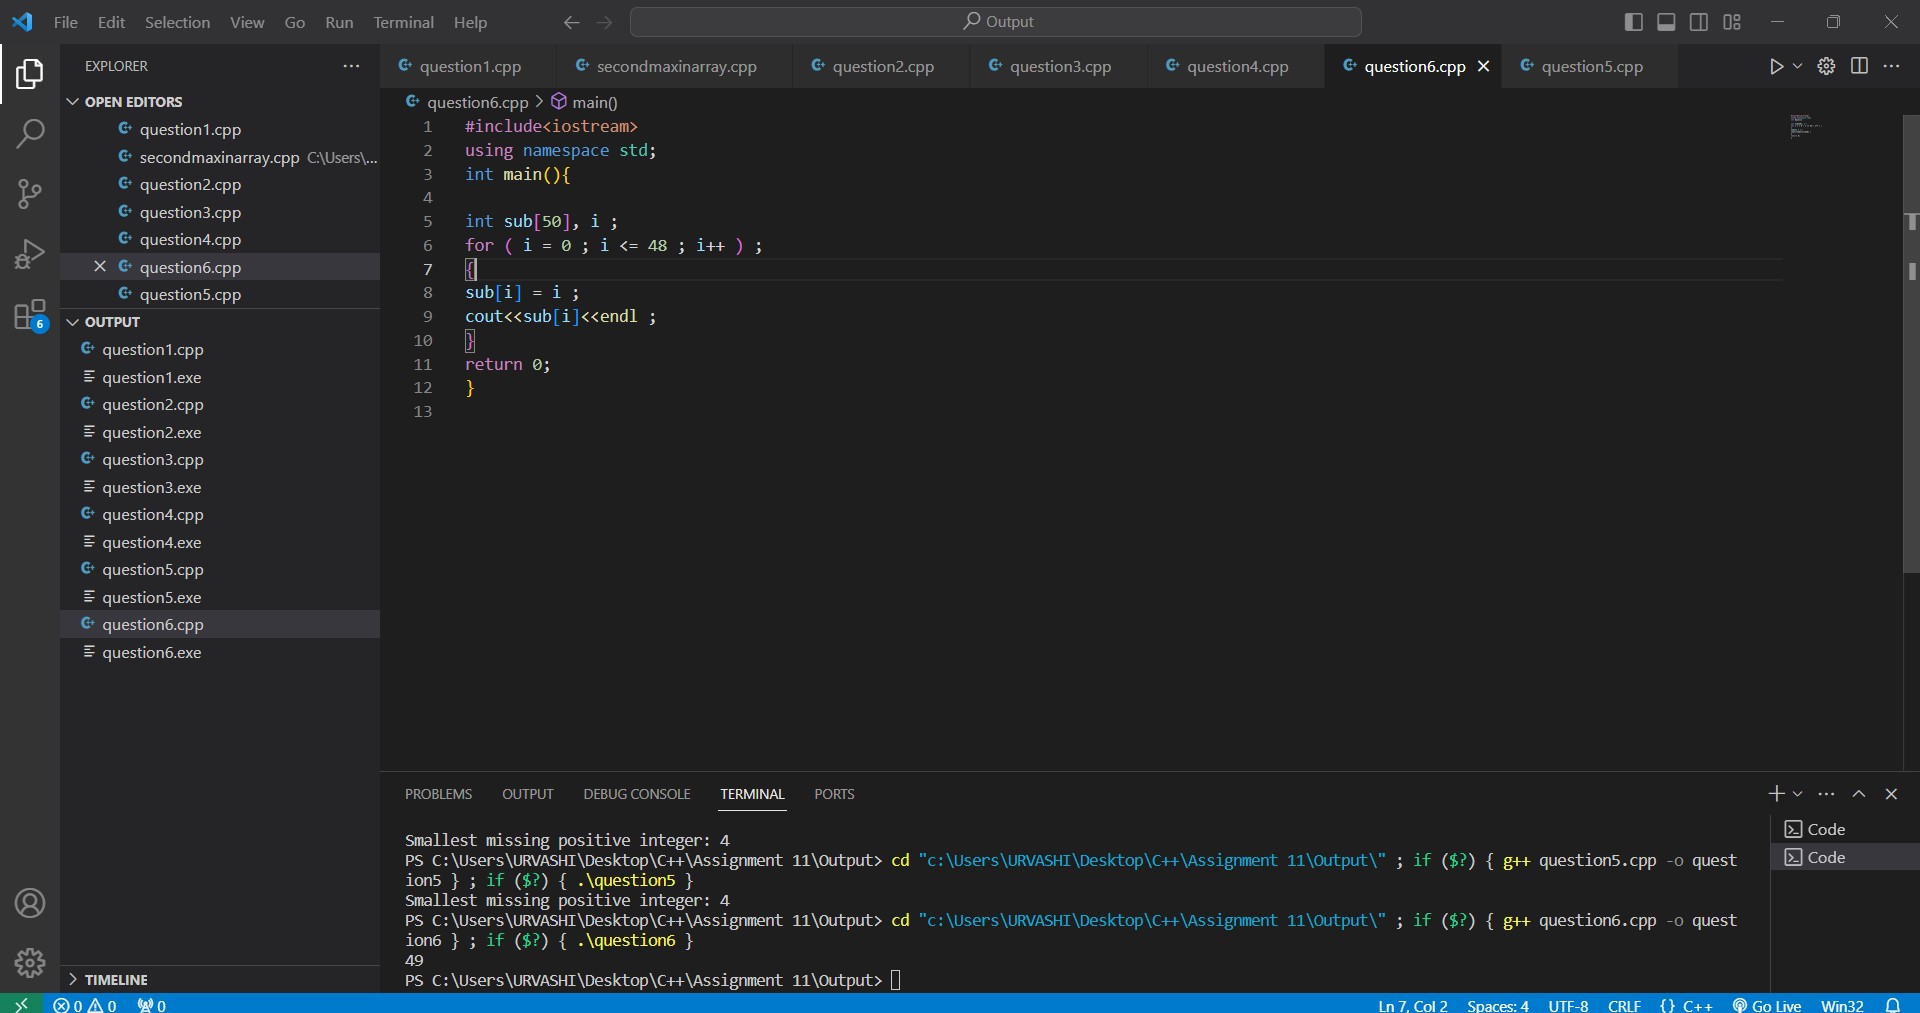 File Edit Selection View Go Run Terminal Help Output
EXPLORER
question1.cpp secondmaxinarray.cpp question2.cpp question3.cpp question4.cpp question6.cpp question5.cpp
OPEN EDITORS
question1.cpp
secondmaxinarray.cpp C:\Users\...
question2.cpp
question3.cpp
question4.cpp
question6.cpp
question5.cpp
OUTPUT
question1.cpp
question1.exe
question2.cpp
question2.exe
question3.cpp
question3.exe
question4.cpp
question4.exe
question5.cpp
question5.exe
question6.cpp
question6.exe
TIMELINE
6
question6.cpp > main()
1 #include<iostream>
2 using namespace std;
3 int main(){
4
5 int sub[50], i ;
6 for ( i = 0 ; i <= 48 ; i++ ) ;
7 {
8 sub[i] = i ;
9 cout<<sub[i]<<endl ;
10 }
11 return 0;
12 }
13
PROBLEMS OUTPUT DEBUG CONSOLE TERMINAL PORTS
Smallest missing positive integer: 4
PS C:\Users\URVASHI\Desktop\C++\Assignment 11\Output> cd "c:\Users\URVASHI\Desktop\C++\Assignment 11\Output\" ; if ($?) { g++ question5.cpp -o quest
ion5 } ; if ($?) { .\question5 }
Smallest missing positive integer: 4
PS C:\Users\URVASHI\Desktop\C++\Assignment 11\Output> cd "c:\Users\URVASHI\Desktop\C++\Assignment 11\Output\" ; if ($?) { g++ question6.cpp -o quest
ion6 } ; if ($?) { .\question6 }
49
PS C:\Users\URVASHI\Desktop\C++\Assignment 11\Output>
Code
Code
0 0 0 Ln 7, Col 2 Spaces: 4 UTF-8 CRLF {} C++ Go Live Win32